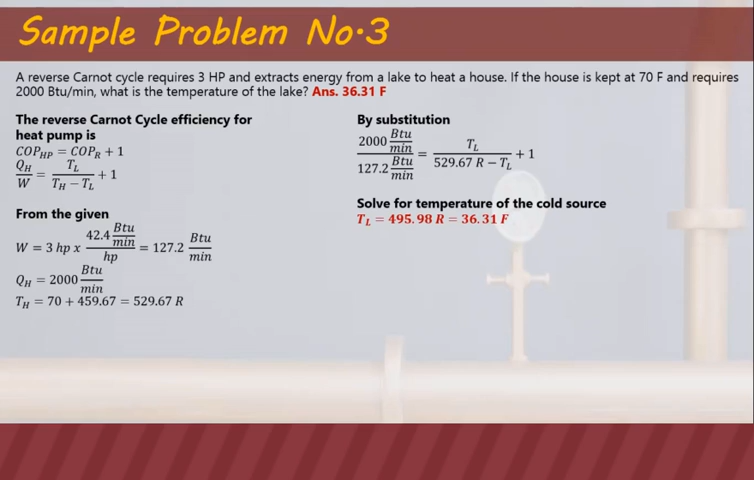 Sample Problem No.3
A reverse Carnot cycle requires 3 HP and extracts energy from a lake to heat a house. If the house is kept at 70 F and requires
2000 Btu/min, what is the temperature of the lake? Ans. 36.31 F
The reverse Carnot Cycle efficiency for
heat pump is
COP_HP = COP_R + 1
Q_H / W = T_L / (T_H − T_L) + 1
From the given
W = 3 hp x 42.4 (Btu/min) / hp = 127.2 Btu/min
Q_H = 2000 Btu/min
T_H = 70 + 459.67 = 529.67 R
By substitution
2000 (Btu/min) / 127.2 (Btu/min) = T_L / (529.67 R − T_L) + 1
Solve for temperature of the cold source
T_L = 495.98 R = 36.31 F